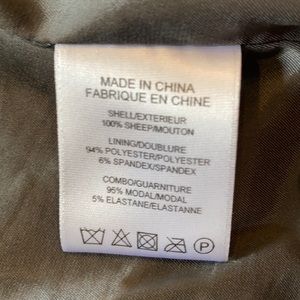 MADE IN CHINA
FABRIQUE EN CHINE
SHELL/EXTERIEUR
100% SHEEP/MOUTON
LINING/DOUBLURE
94% POLYESTER/POLYESTER
6% SPANDEX/SPANDEX
COMBO/GUARNITURE
95% MODAL/MODAL
5% ELASTANE/ELASTANNE
P